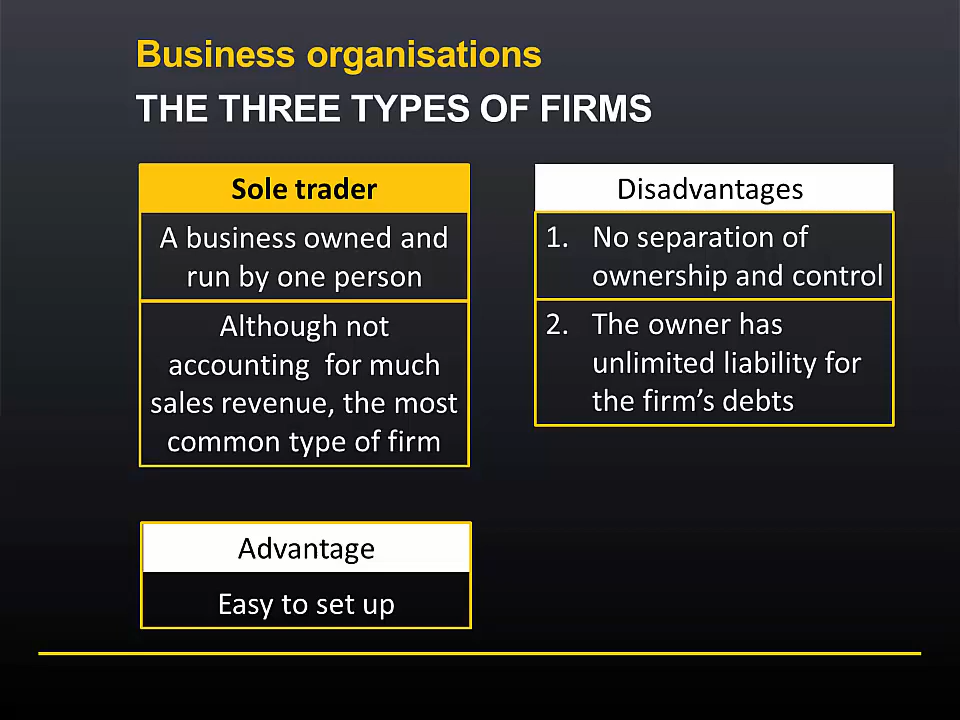 Business organisations
THE THREE TYPES OF FIRMS
Sole trader
A business owned and
run by one person
Although not
accounting for much
sales revenue, the most
common type of firm
Disadvantages
1. No separation of
ownership and control
2. The owner has
unlimited liability for
the firm’s debts
Advantage
Easy to set up